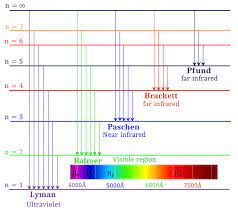 n = ∞
n = 7
n = 6
n = 5
Pfund
far infrared
n = 4
Brackett
far infrared
n = 3
Paschen
Near infrared
n = 2
Balmer
Visible region
4000Å 5000Å 6000Å 7000Å
n = 1
Lyman
Ultraviolet